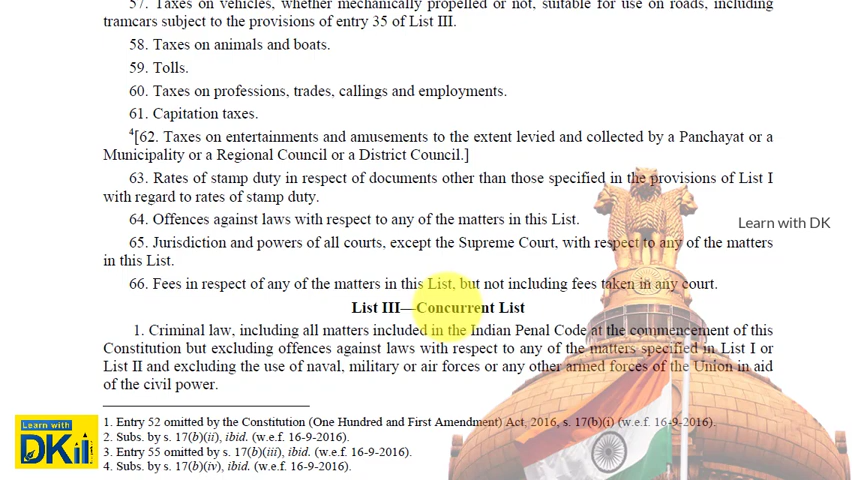 57. Taxes on vehicles, whether mechanically propelled or not, suitable for use on roads, including
tramcars subject to the provisions of entry 35 of List III.
58. Taxes on animals and boats.
59. Tolls.
60. Taxes on professions, trades, callings and employments.
61. Capitation taxes.
4[62. Taxes on entertainments and amusements to the extent levied and collected by a Panchayat or a
Municipality or a Regional Council or a District Council.]
63. Rates of stamp duty in respect of documents other than those specified in the provisions of List I
with regard to rates of stamp duty.
64. Offences against laws with respect to any of the matters in this List.
Learn with DK
65. Jurisdiction and powers of all courts, except the Supreme Court, with respect to any of the matters
in this List.
66. Fees in respect of any of the matters in this List, but not including fees taken in any court.
List III—Concurrent List
1. Criminal law, including all matters included in the Indian Penal Code at the commencement of this
Constitution but excluding offences against laws with respect to any of the matters specified in List I or
List II and excluding the use of naval, military or air forces or any other armed forces of the Union in aid
of the civil power.
1. Entry 52 omitted by the Constitution (One Hundred and First Amendment) Act, 2016, s. 17(b)(i) (w.e.f. 16-9-2016).
2. Subs. by s. 17(b)(ii), ibid. (w.e.f. 16-9-2016).
3. Entry 55 omitted by s. 17(b)(iii), ibid. (w.e.f. 16-9-2016).
4. Subs. by s. 17(b)(iv), ibid. (w.e.f. 16-9-2016).
Learn with
DK